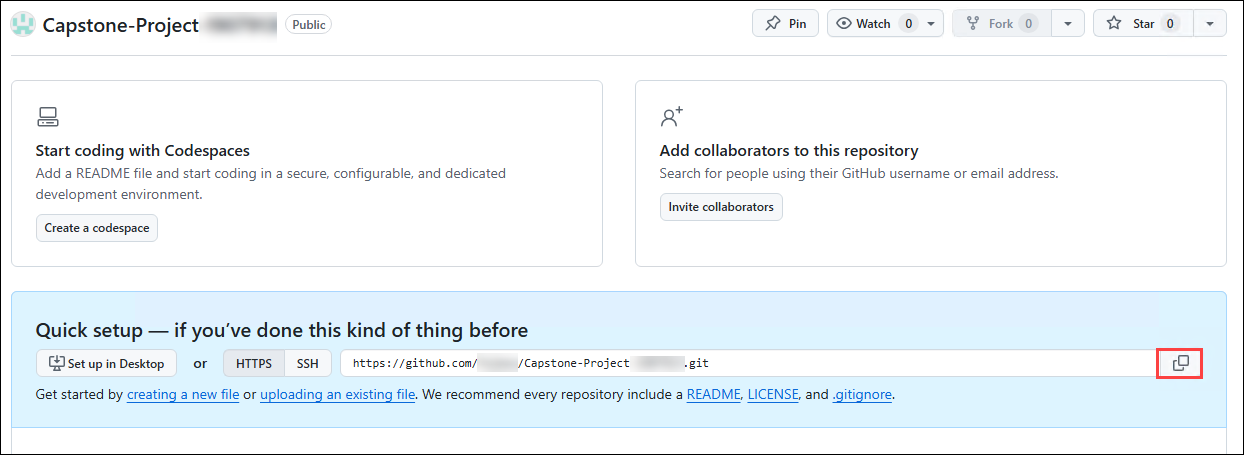 Capstone-Project Public Pin Watch 0 Fork 0 Star 0
Start coding with Codespaces
Add a README file and start coding in a secure, configurable, and dedicated
development environment.
Create a codespace
Add collaborators to this repository
Search for people using their GitHub username or email address.
Invite collaborators
Quick setup — if you’ve done this kind of thing before
Set up in Desktop or HTTPS SSH https://github.com/ /Capstone-Project .git
Get started by creating a new file or uploading an existing file. We recommend every repository include a README, LICENSE, and .gitignore.